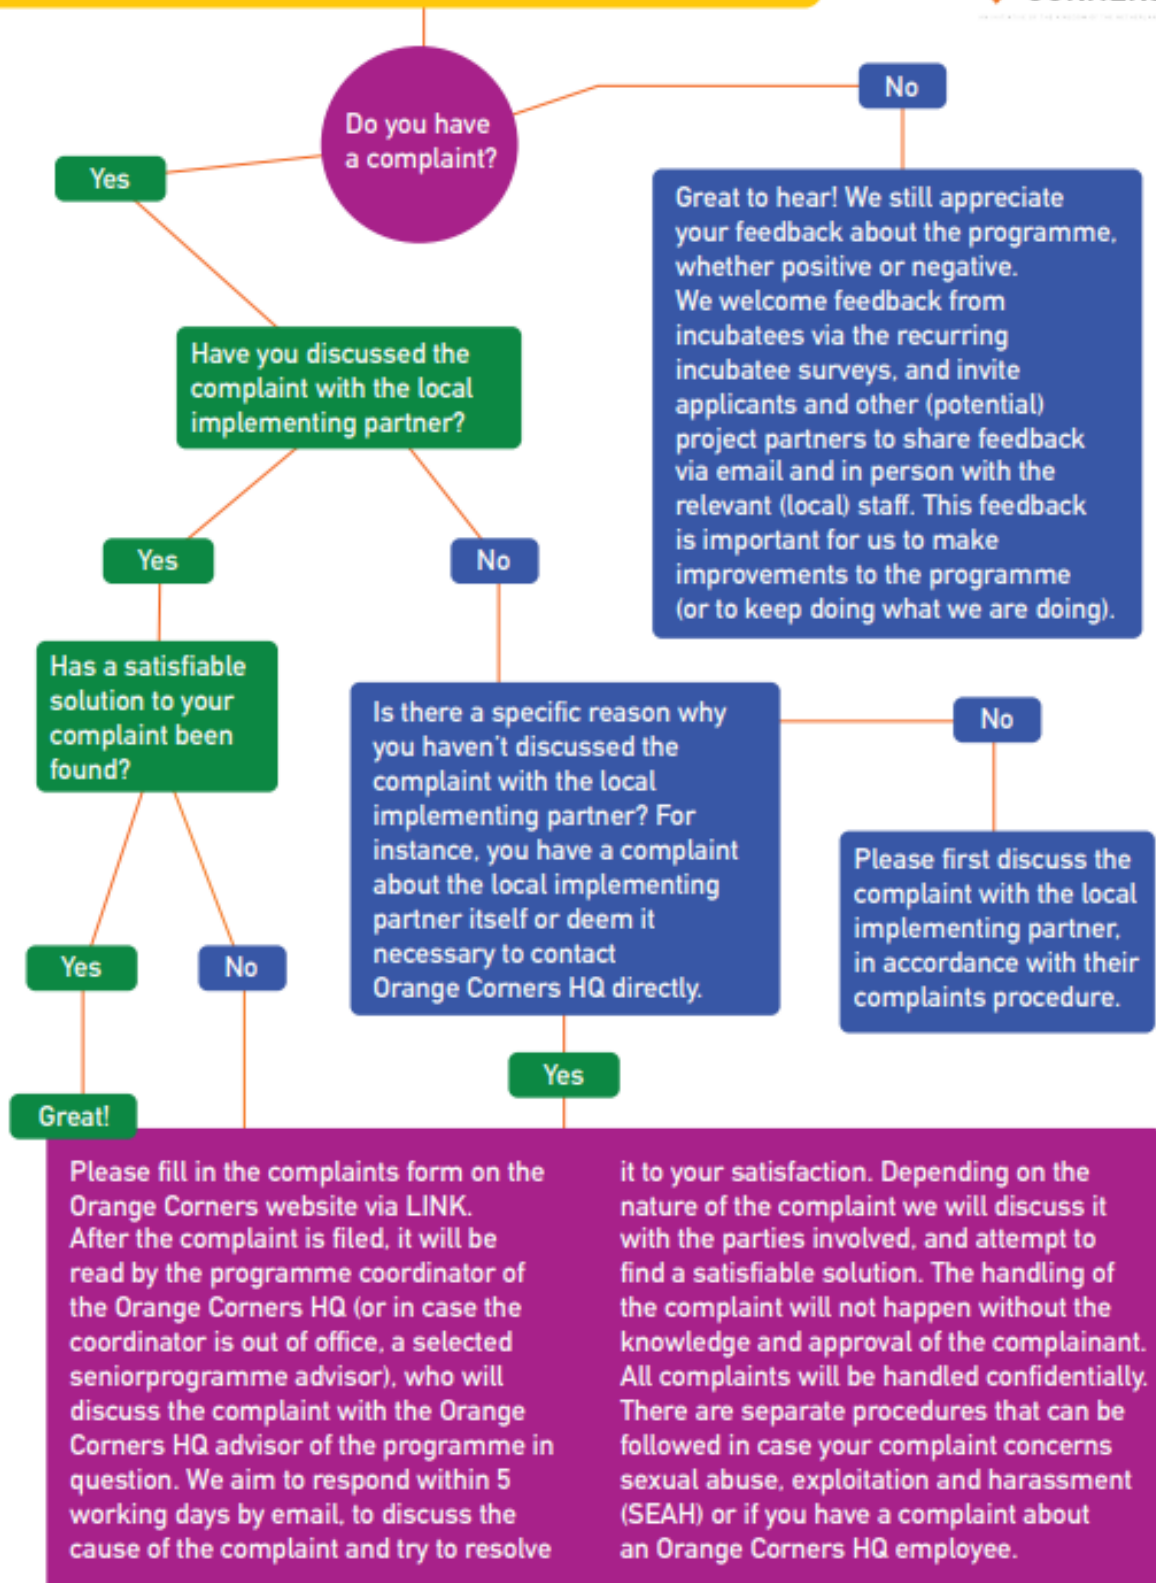 Do you have
a complaint?
No
Yes
Great to hear! We still appreciate
your feedback about the programme,
whether positive or negative.
We welcome feedback from
incubatees via the recurring
incubatee surveys, and invite
applicants and other (potential)
project partners to share feedback
via email and in person with the
relevant (local) staff. This feedback
is important for us to make
improvements to the programme
(or to keep doing what we are doing).
Have you discussed the
complaint with the local
implementing partner?
Yes
No
Has a satisfiable
solution to your
complaint been
found?
Is there a specific reason why
you haven't discussed the
complaint with the local
implementing partner? For
instance, you have a complaint
about the local implementing
partner itself or deem it
necessary to contact
Orange Corners HQ directly.
No
Please first discuss the
complaint with the local
implementing partner,
in accordance with their
complaints procedure.
Yes
No
Yes
Great!
Please fill in the complaints form on the
Orange Corners website via LINK.
After the complaint is filed, it will be
read by the programme coordinator of
the Orange Corners HQ (or in case the
coordinator is out of office, a selected
seniorprogramme advisor), who will
discuss the complaint with the Orange
Corners HQ advisor of the programme in
question. We aim to respond within 5
working days by email, to discuss the
cause of the complaint and try to resolve
it to your satisfaction. Depending on the
nature of the complaint we will discuss it
with the parties involved, and attempt to
find a satisfiable solution. The handling of
the complaint will not happen without the
knowledge and approval of the complainant.
All complaints will be handled confidentially.
There are separate procedures that can be
followed in case your complaint concerns
sexual abuse, exploitation and harassment
(SEAH) or if you have a complaint about
an Orange Corners HQ employee.